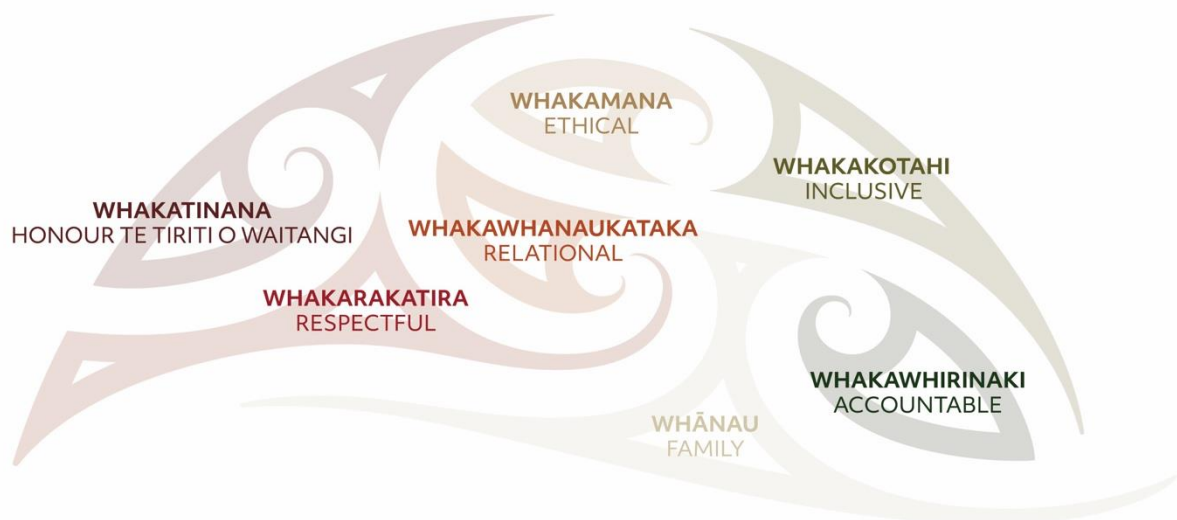 WHAKAMANA
ETHICAL
WHAKAKOTAHI
INCLUSIVE
WHAKATINANA
HONOUR TE TIRITI O WAITANGI
WHAKAWHANAUKATAKA
RELATIONAL
WHAKARAKATIRA
RESPECTFUL
WHAKAWHIRINAKI
ACCOUNTABLE
WHĀNAU
FAMILY